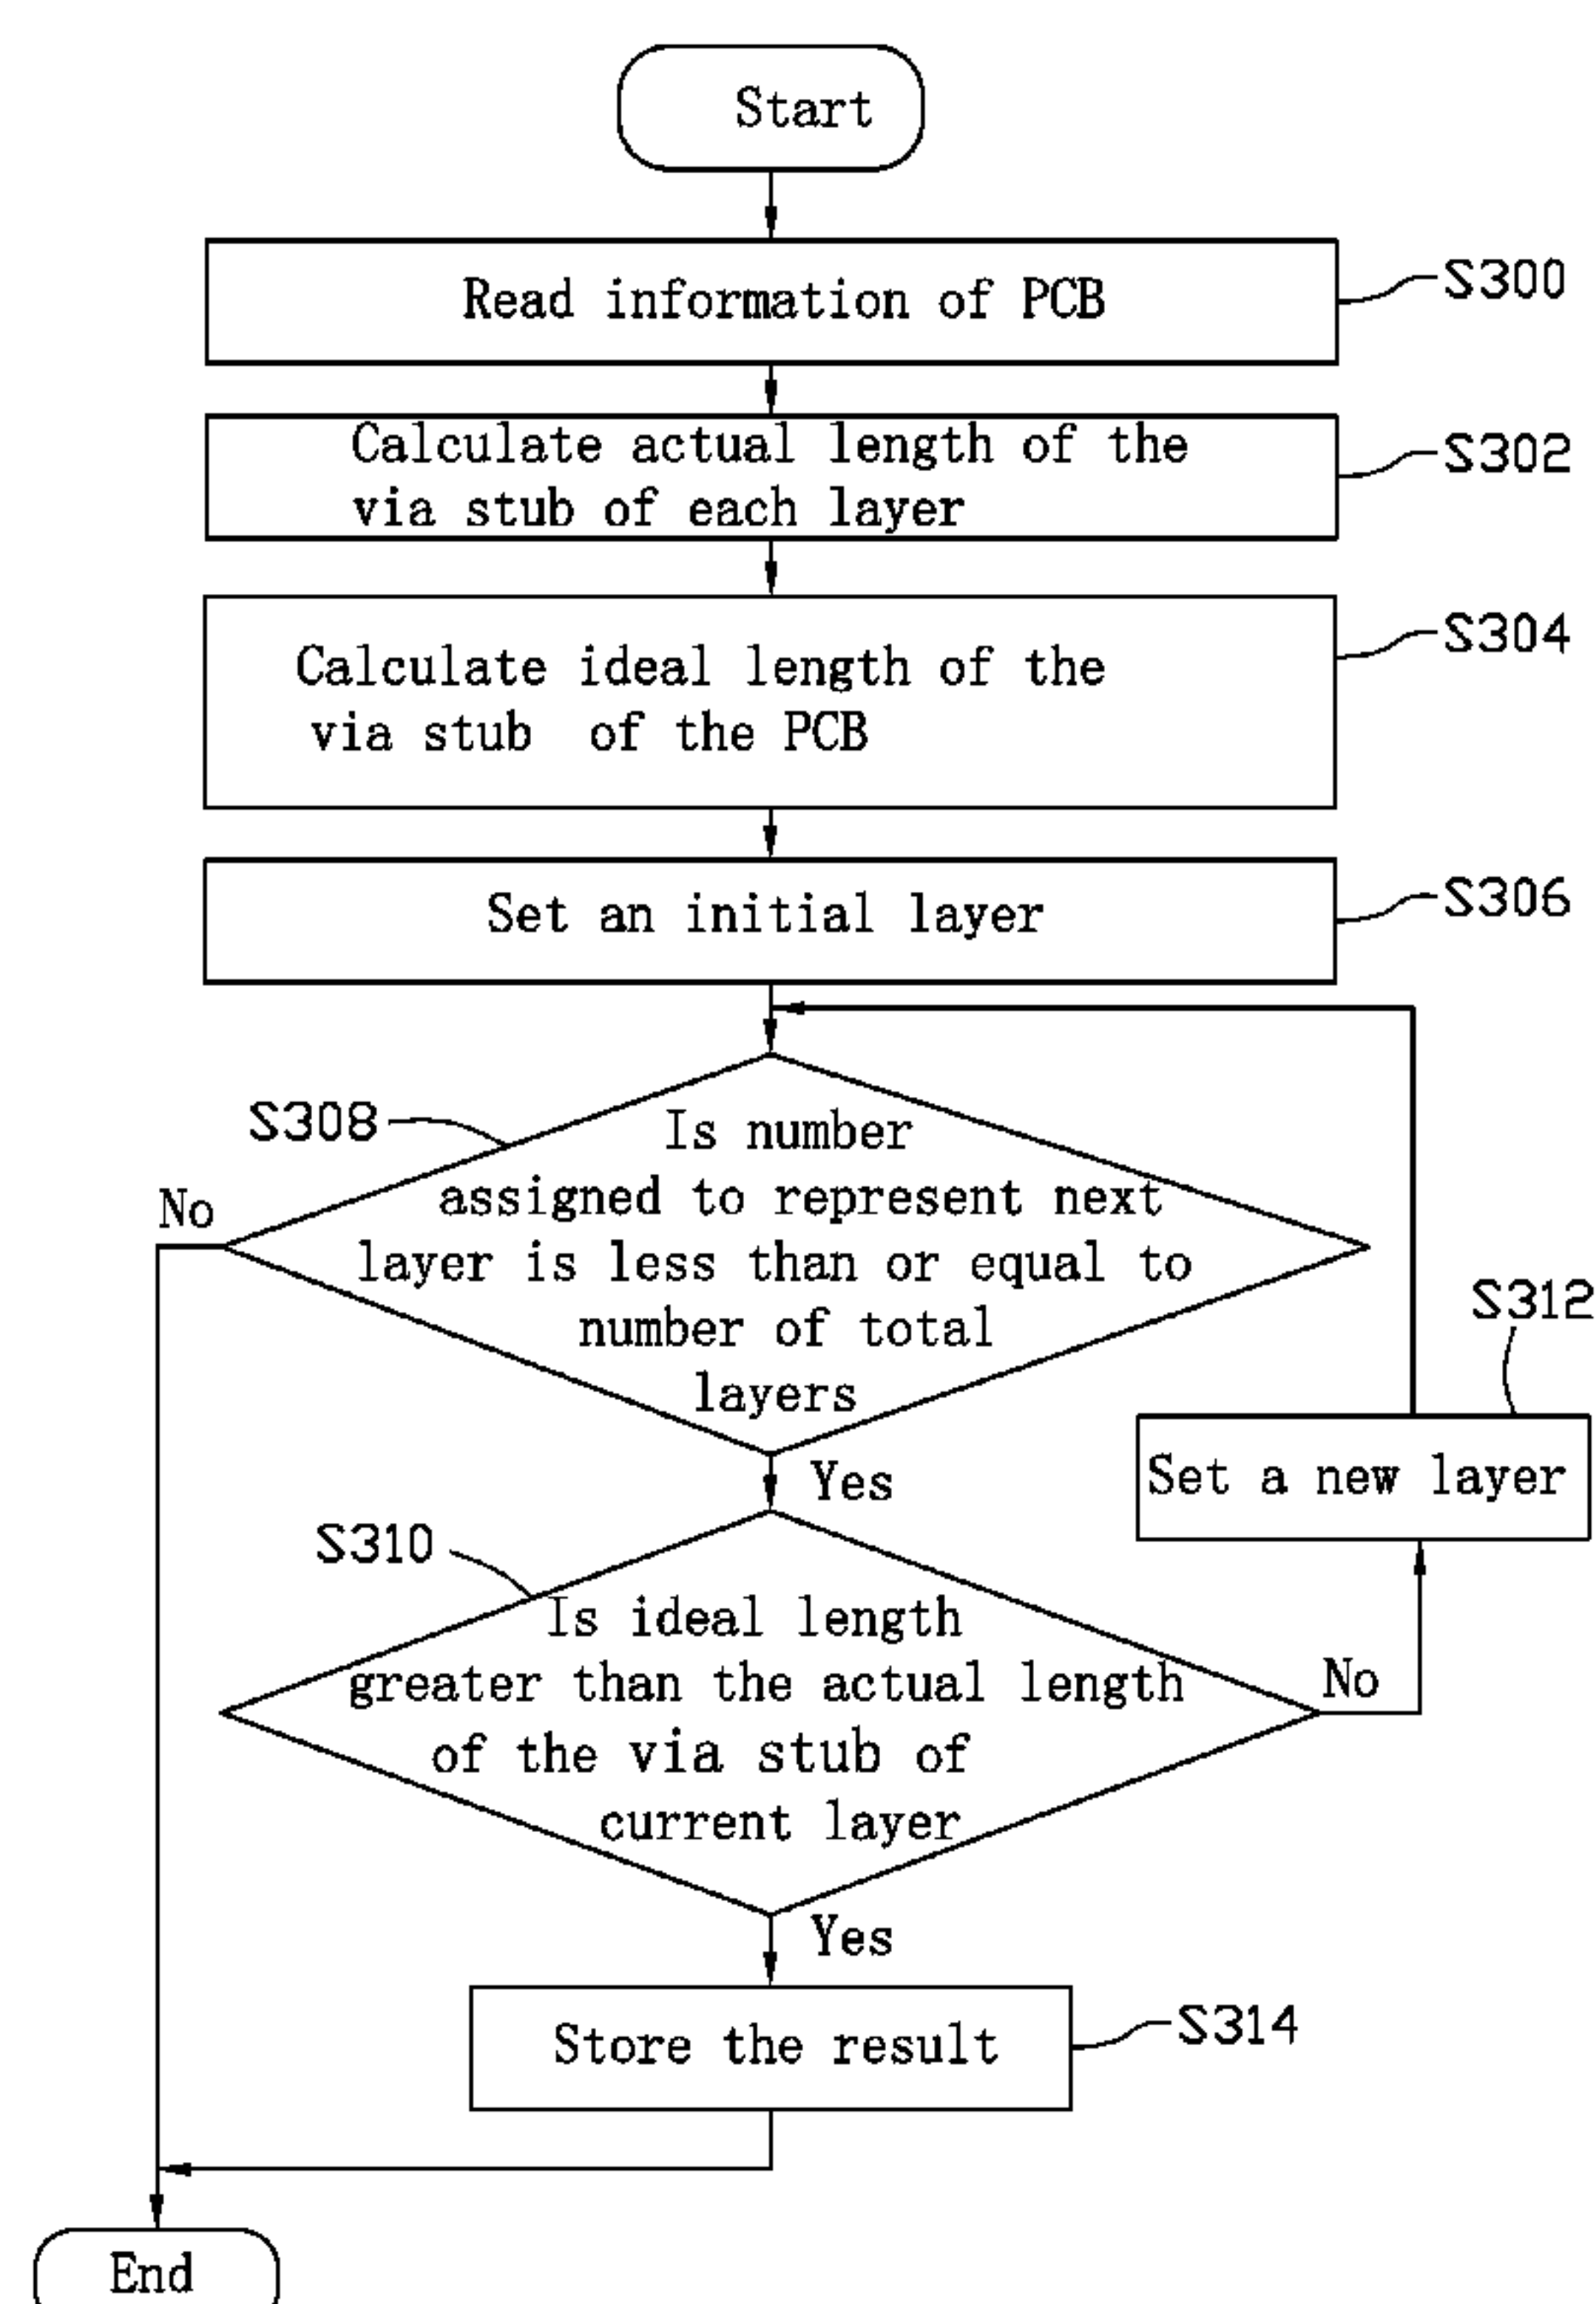 Start
Read information of PCB
S300
Calculate actual length of the
via stub of each layer
S302
Calculate ideal length of the
via stub of the PCB
S304
Set an initial layer
S306
S308
Is number
assigned to represent next
layer is less than or equal to
number of total
layers
No
Yes
S312
Set a new layer
S310
Is ideal length
greater than the actual length
of the via stub of
current layer
No
Yes
Store the result
S314
End